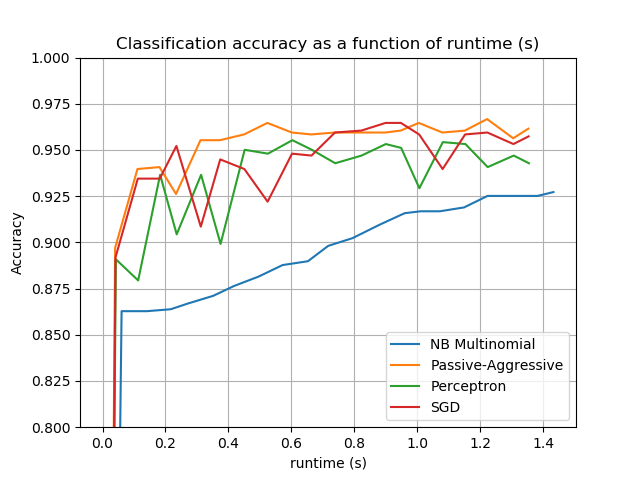 Classification accuracy as a function of runtime (s)
1.000
0.975
0.950
0.925
0.900
0.875
0.850
0.825
0.800
Accuracy
NB Multinomial
Passive-Aggressive
Perceptron
SGD
0.0 0.2 0.4 0.6 0.8 1.0 1.2 1.4
runtime (s)